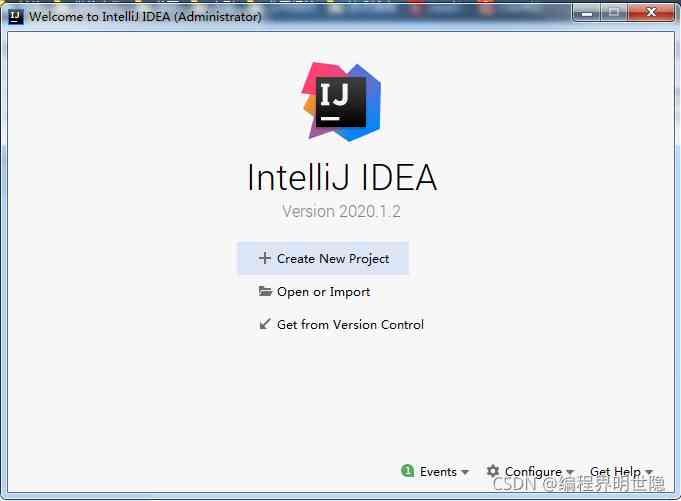 Welcome to IntelliJ IDEA (Administrator)
IJ
IntelliJ IDEA
Version 2020.1.2
Create New Project
Open or Import
Get from Version Control
1 Events Configure Get Help
CSDN @编程界明世隐